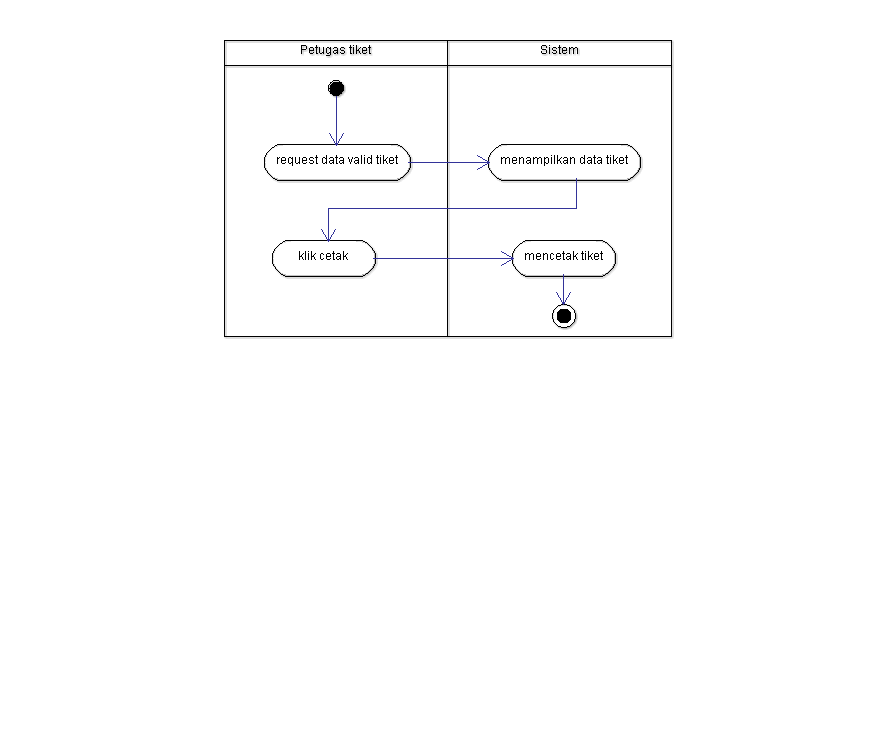 Petugas tiket
Sistem
request data valid tiket
menampilkan data tiket
klik cetak
mencetak tiket